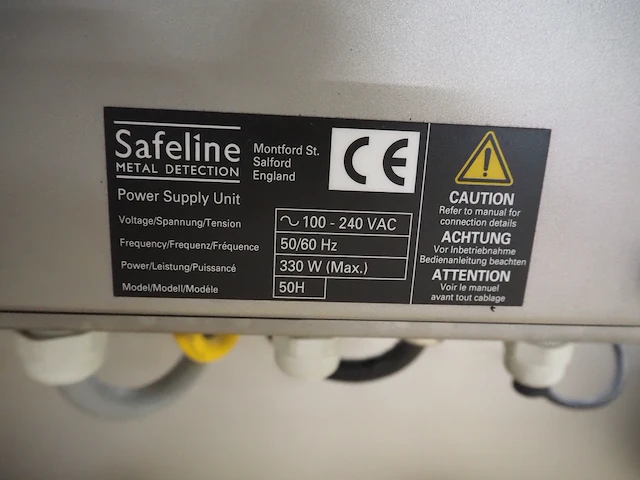 Safeline
METAL DETECTION
Montford St.
Salford
England
CE
Power Supply Unit
Voltage/Spannung/Tension ~ 100 - 240 VAC
Frequency/Frequenz/Fréquence 50/60 Hz
Power/Leistung/Puissancé 330 W (Max.)
Model/Modell/Modéle 50H
!
CAUTION
Refer to manual for
connection details
ACHTUNG
Vor Inbetriebnahme
Bedienanleitung beachten
ATTENTION
Voir le manuel
avant tout cablage